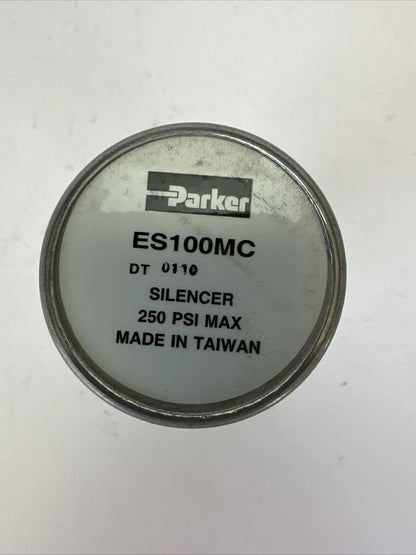 Parker
ES100MC
DT 0110
SILENCER
250 PSI MAX
MADE IN TAIWAN